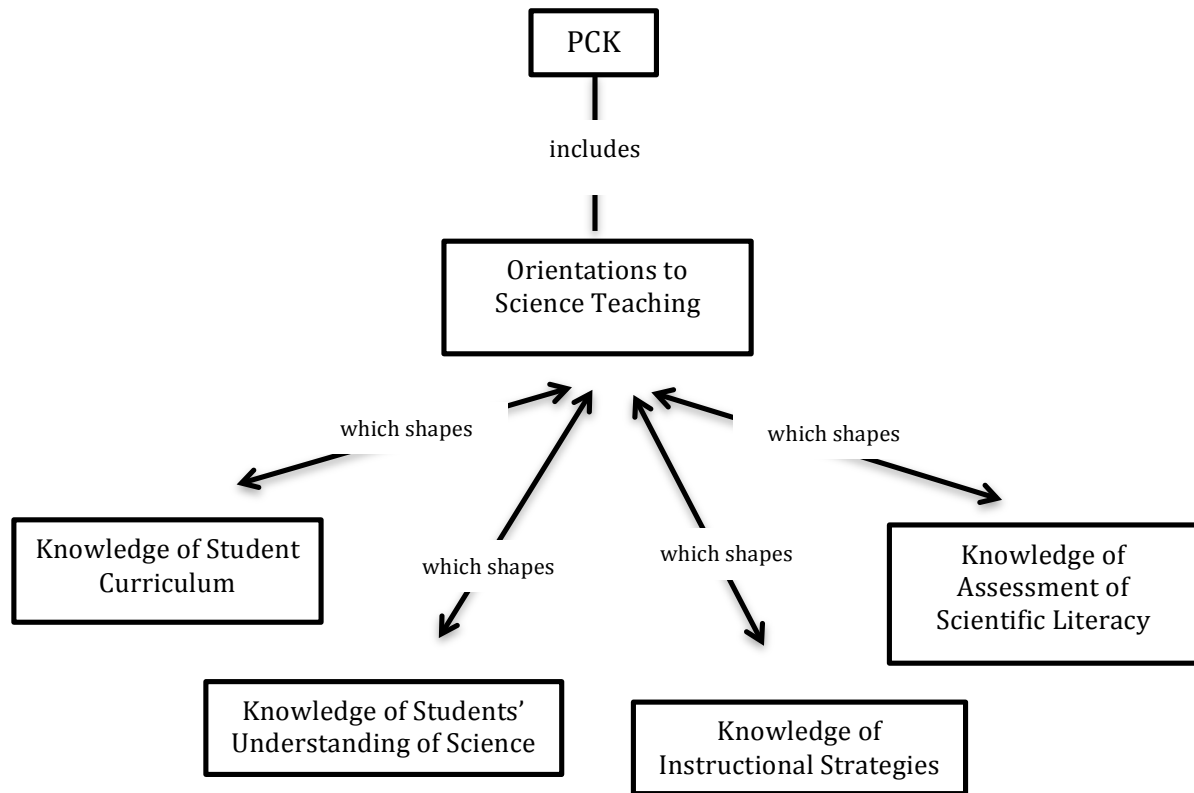 PCK
includes
Orientations to
Science Teaching
which shapes
which shapes
which shapes
which shapes
Knowledge of Student
Curriculum
Knowledge of Students’
Understanding of Science
Knowledge of
Instructional Strategies
Knowledge of
Assessment of
Scientific Literacy